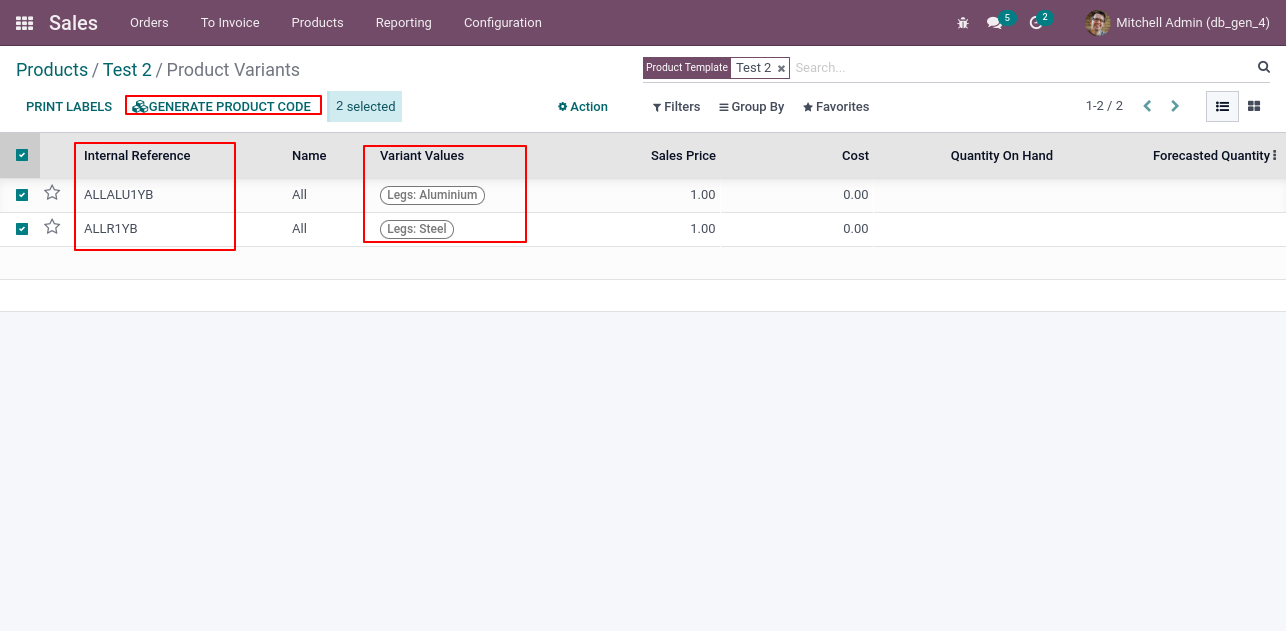 Sales Orders To Invoice Products Reporting Configuration 5 2 Mitchell Admin (db_gen_4)
Products / Test 2 / Product Variants Product Template Test 2 × Search...
PRINT LABELS GENERATE PRODUCT CODE 2 selected Action Filters Group By Favorites 1-2 / 2
Internal Reference Name Variant Values Sales Price Cost Quantity On Hand Forecasted Quantity
ALLALU1YB All Legs: Aluminium 1.00 0.00
ALLR1YB All Legs: Steel 1.00 0.00